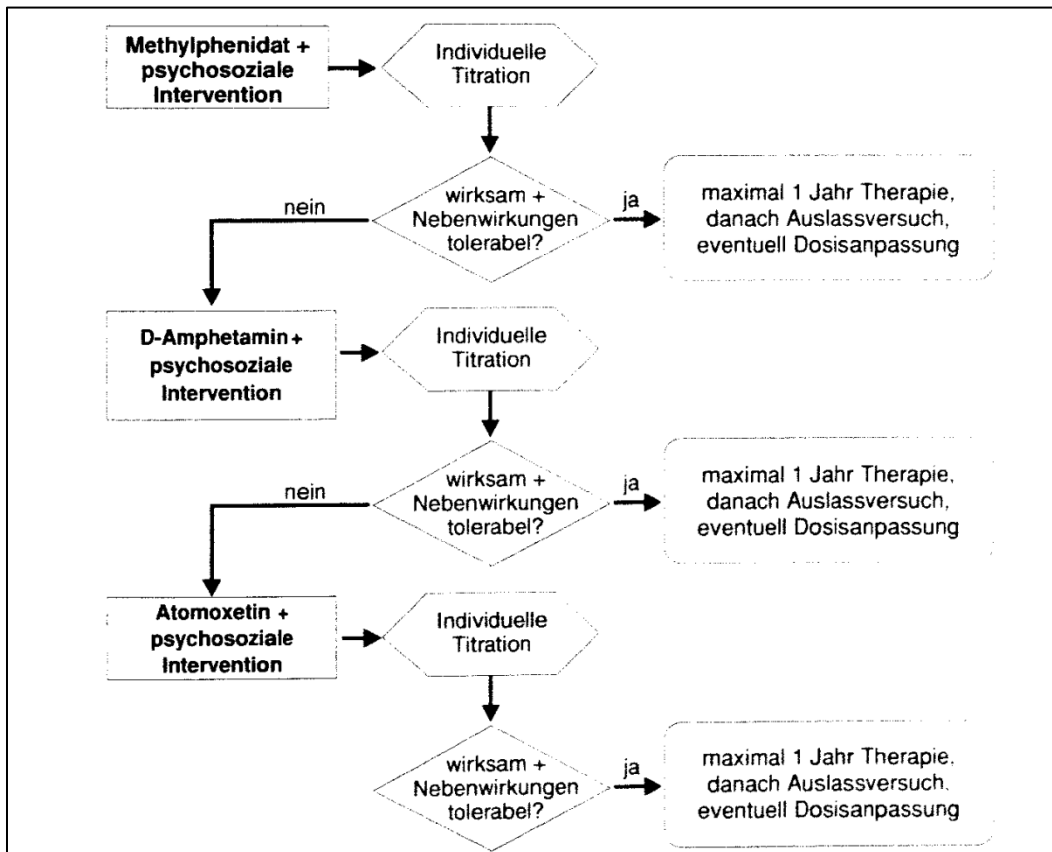 Methylphenidat +
psychosoziale
Intervention
Individuelle
Titration
wirksam +
Nebenwirkungen
tolerabel?
nein
ja
maximal 1 Jahr Therapie,
danach Auslassversuch,
eventuell Dosisanpassung
D-Amphetamin+
psychosoziale
Intervention
Individuelle
Titration
wirksam +
Nebenwirkungen
tolerabel?
nein
ja
maximal 1 Jahr Therapie,
danach Auslassversuch,
eventuell Dosisanpassung
Atomoxetin +
psychosoziale
Intervention
Individuelle
Titration
wirksam +
Nebenwirkungen
tolerabel?
ja
maximal 1 Jahr Therapie,
danach Auslassversuch,
eventuell Dosisanpassung